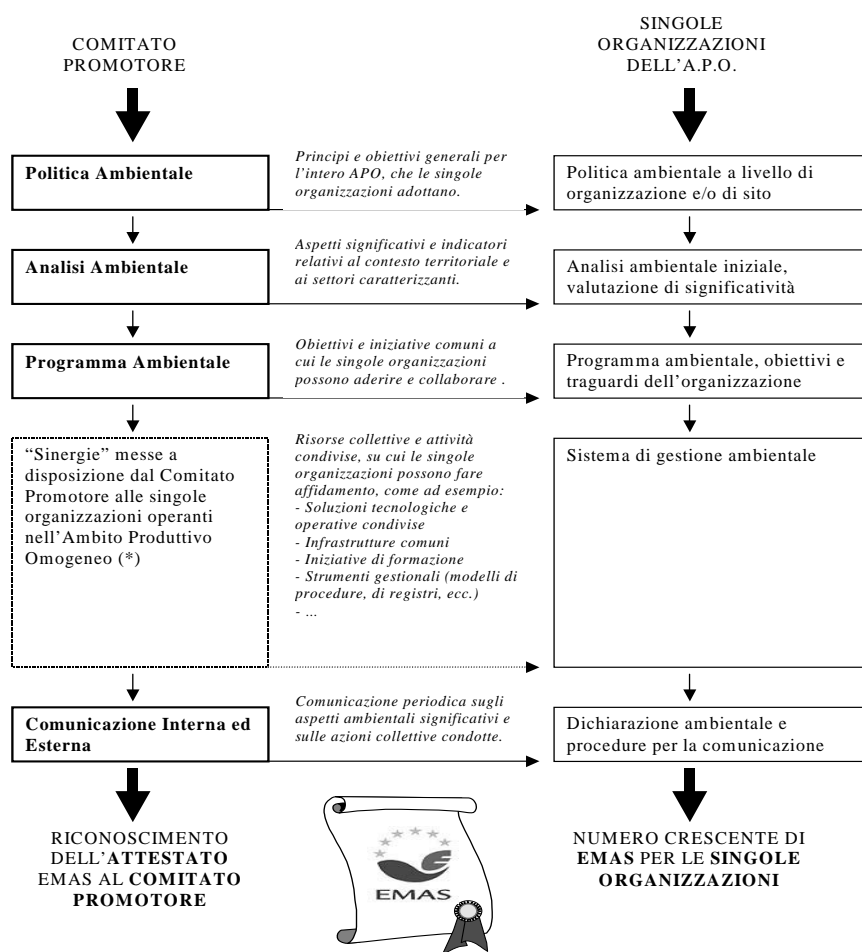 COMITATO
PROMOTORE
SINGOLE
ORGANIZZAZIONI
DELL'A.P.O.
Politica Ambientale
Principi e obiettivi generali per
l'intero APO, che le singole
organizzazioni adottano.
Politica ambientale a livello di
organizzazione e/o di sito
Analisi Ambientale
Aspetti significativi e indicatori
relativi al contesto territoriale e
ai settori caratterizzanti.
Analisi ambientale iniziale,
valutazione di significatività
Programma Ambientale
Obiettivi e iniziative comuni a
cui le singole organizzazioni
possono aderire e collaborare .
Programma ambientale, obiettivi e
traguardi dell'organizzazione
"Sinergie" messe a
disposizione dal Comitato
Promotore alle singole
organizzazioni operanti
nell'Ambito Produttivo
Omogeneo (*)
Risorse collettive e attività
condivise, su cui le singole
organizzazioni possono fare
affidamento, come ad esempio:
- Soluzioni tecnologiche e
operative condivise
- Infrastrutture comuni
- Iniziative di formazione
- Strumenti gestionali (modelli di
procedure, di registri, ecc.)
- ...
Sistema di gestione ambientale
Comunicazione Interna ed
Esterna
Comunicazione periodica sugli
aspetti ambientali significativi e
sulle azioni collettive condotte.
Dichiarazione ambientale e
procedure per la comunicazione
RICONOSCIMENTO
DELL'ATTESTATO
EMAS AL COMITATO
PROMOTORE
EMAS
NUMERO CRESCENTE DI
EMAS PER LE SINGOLE
ORGANIZZAZIONI